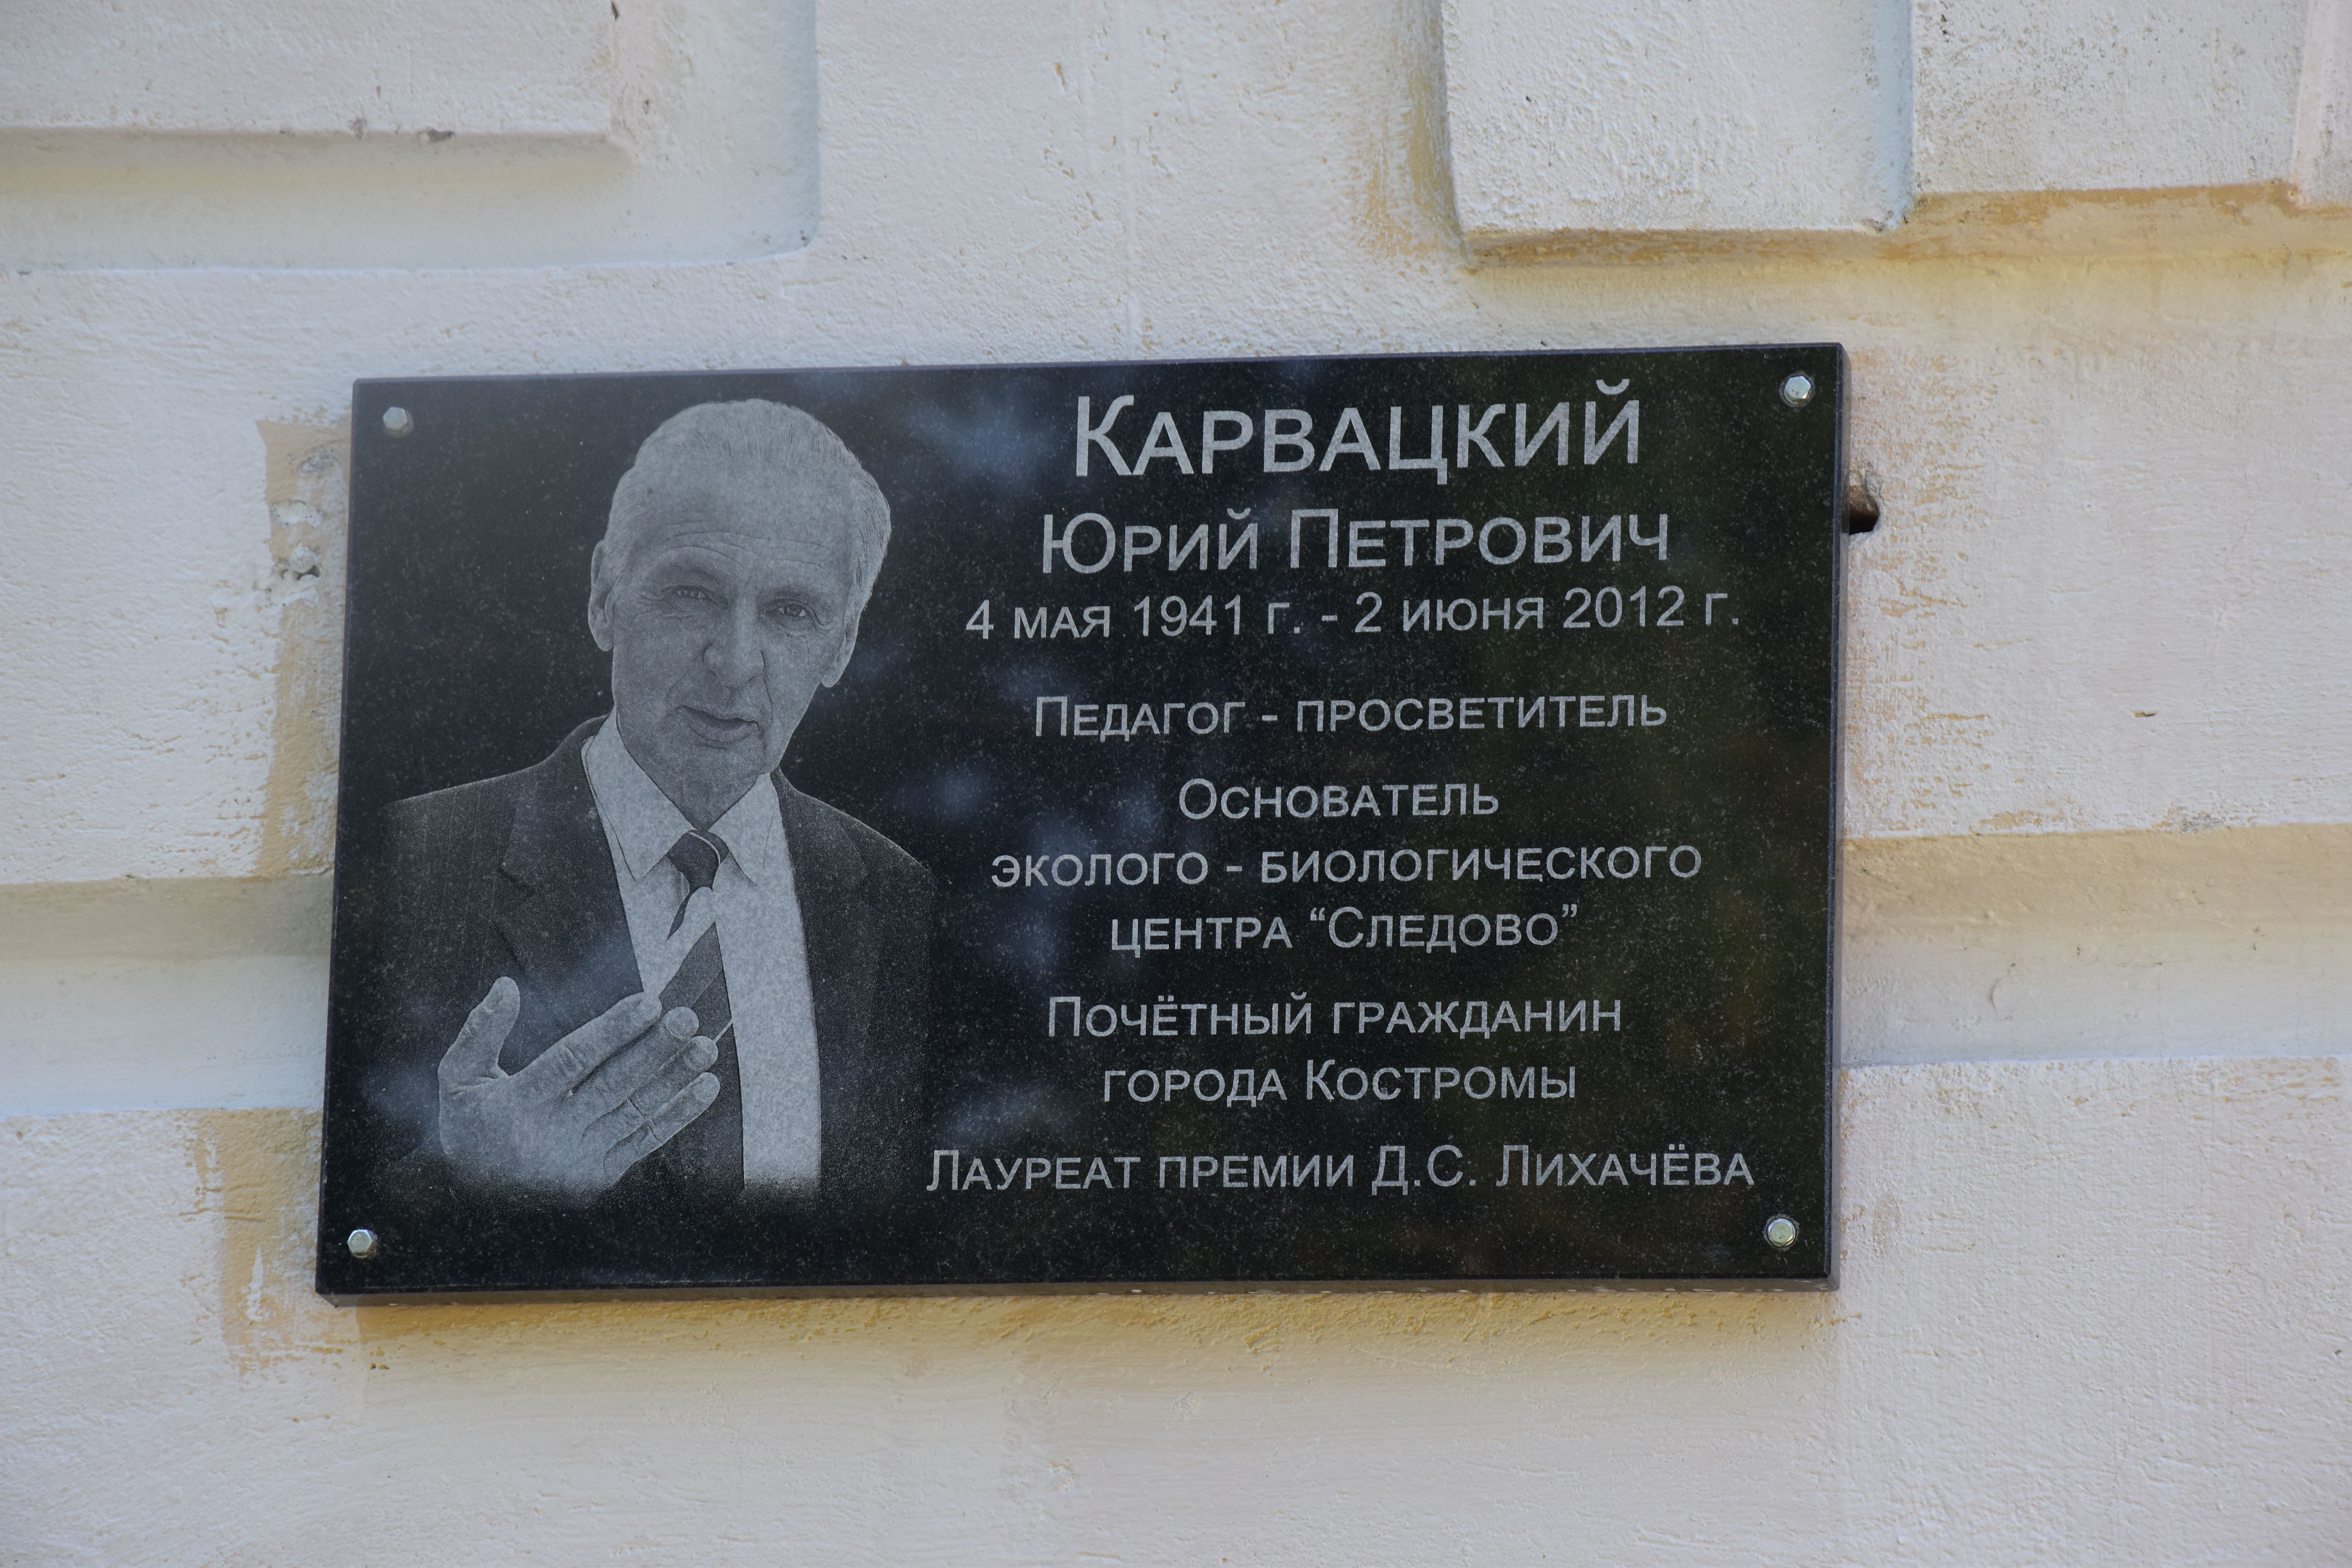 Карвацкий
Юрий Петрович
4 мая 1941 г. - 2 июня 2012 г.
Педагог - просветитель
Основатель
эколого - биологического
центра “Следово”
Почётный гражданин
города Костромы
Лауреат премии Д.С. Лихачёва